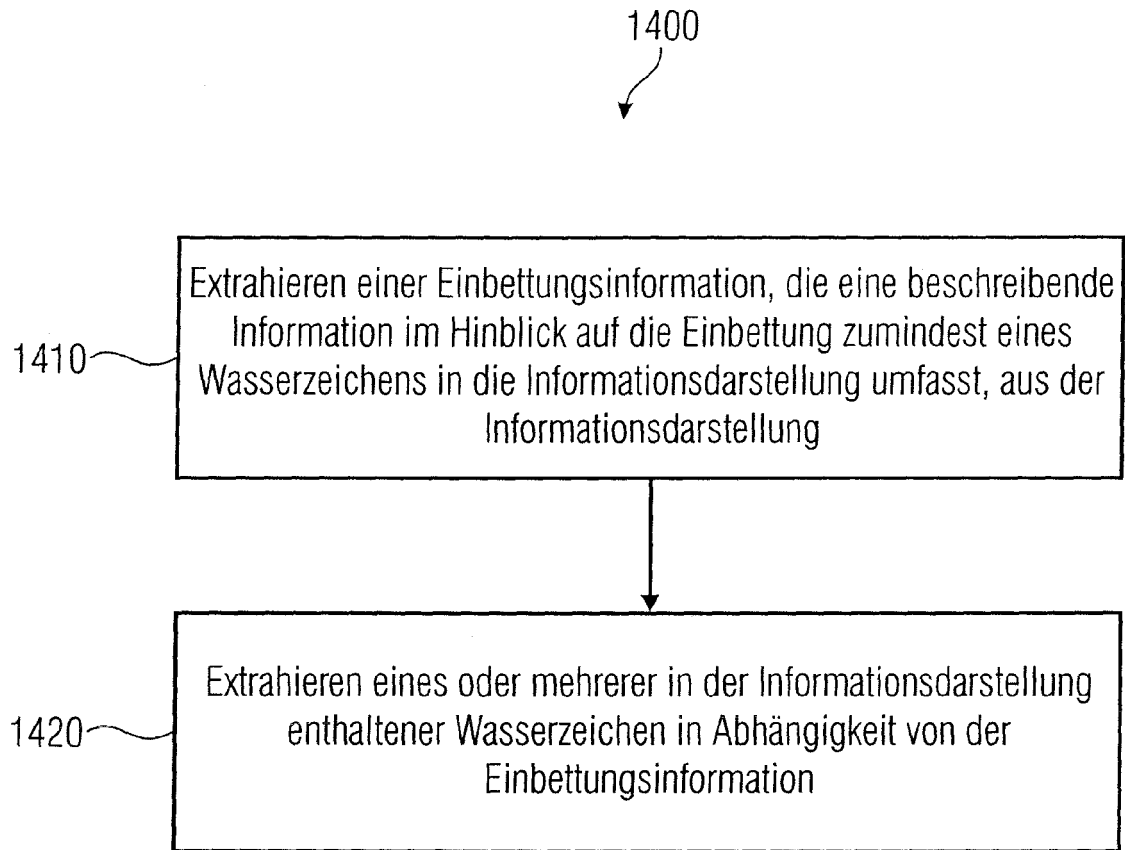 1400
Extrahieren einer Einbettungsinformation, die eine beschreibende
Information im Hinblick auf die Einbettung zumindest eines
1410
Wasserzeichens in die Informationsdarstellung umfasst, aus der
Informationsdarstellung
Extrahieren eines oder mehrerer in der Informationsdarstellung
1420
enthaltener Wasserzeichen in Abhängigkeit von der
Einbettungsinformation